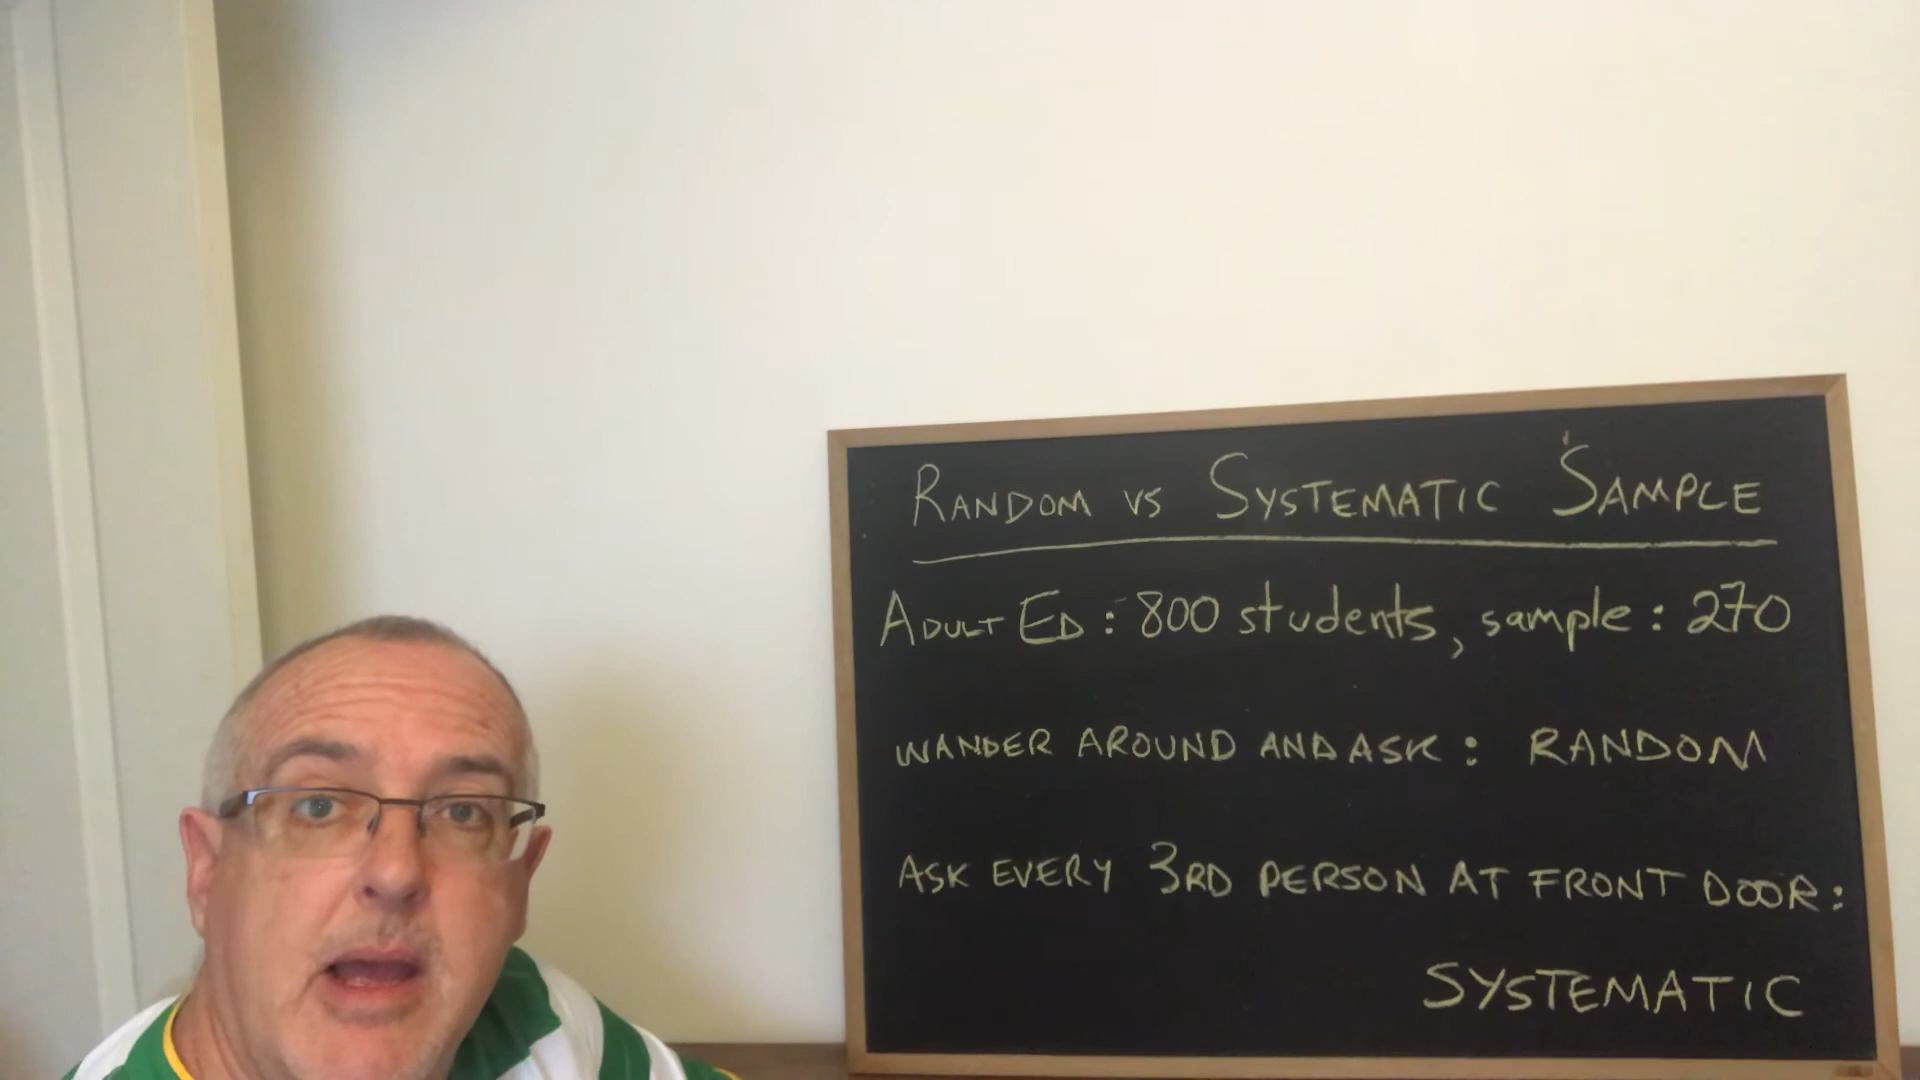 RANDOM VS SYSTEMATIC SAMPLE
ADULT ED: 800 students, sample: 270
WANDER AROUND AND ASK: RANDOM
ASK EVERY 3RD PERSON AT FRONT DOOR:
SYSTEMATIC